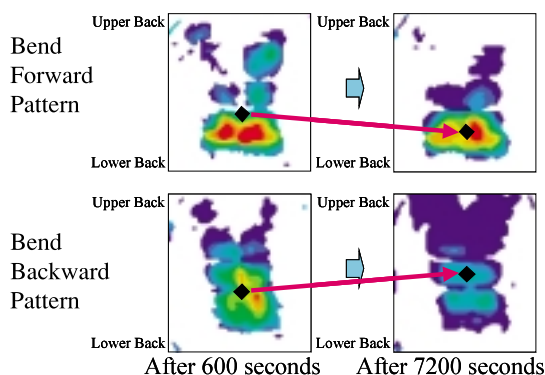 Upper Back
Upper Back
Bend
Forward
Pattern
Lower Back
Lower Back
Upper Back
Upper Back
Bend
Backward
Pattern
Lower Back
Lower Back
After 600 seconds
After 7200 seconds